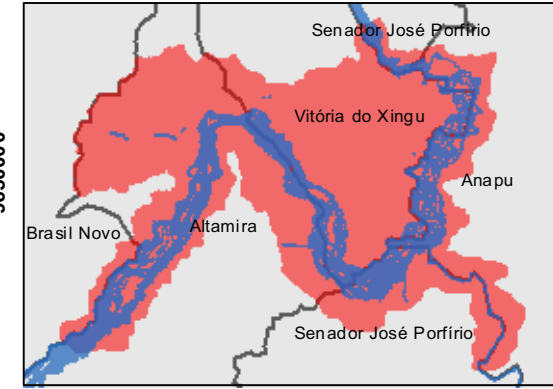 Senador José Porfírio
Vitória do Xingu
Anapu
Brasil Novo
Altamira
Senador José Porfírio